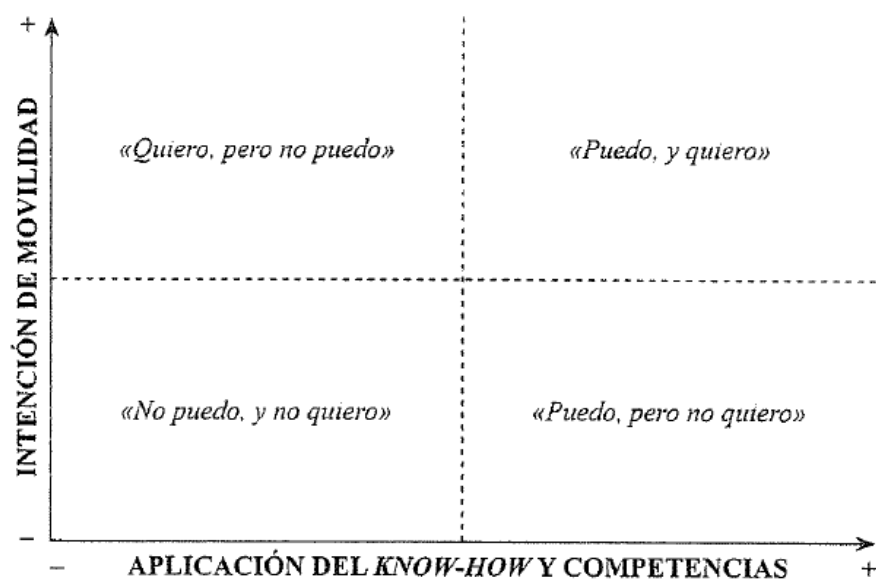 +
INTENCIÓN DE MOVILIDAD
«Quiero, pero no puedo»
«Puedo, y quiero»
«No puedo, y no quiero»
«Puedo, pero no quiero»
–
–
APLICACIÓN DEL KNOW-HOW Y COMPETENCIAS
+